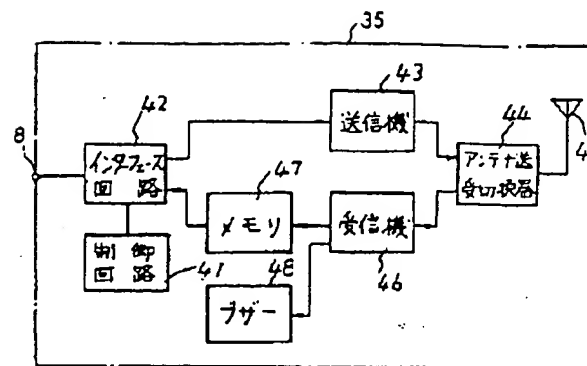 35
43
42
送信機
44
8
インタフェース
回路
アンテナ送
受切換器
4
47
メモリ
受信機
制御
回路
41
48
46
ブザー